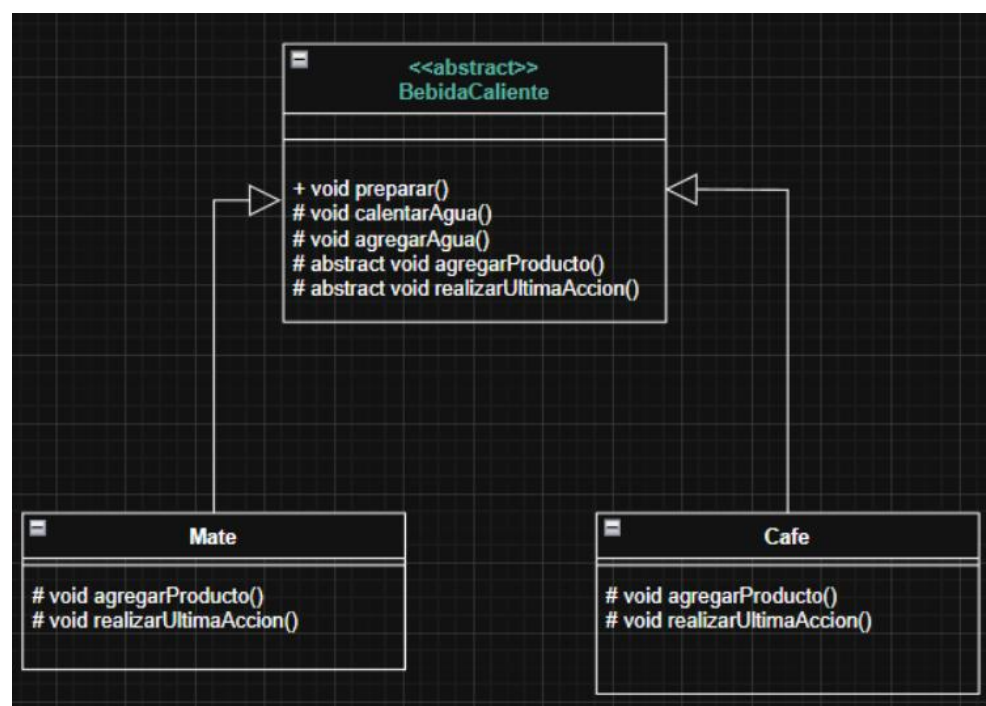 <<abstract>>
BebidaCaliente
+ void preparar()
# void calentarAgua()
# void agregarAgua()
# abstract void agregarProducto()
# abstract void realizarUltimaAccion()
Mate
# void agregarProducto()
# void realizarUltimaAccion()
Cafe
# void agregarProducto()
# void realizarUltimaAccion()